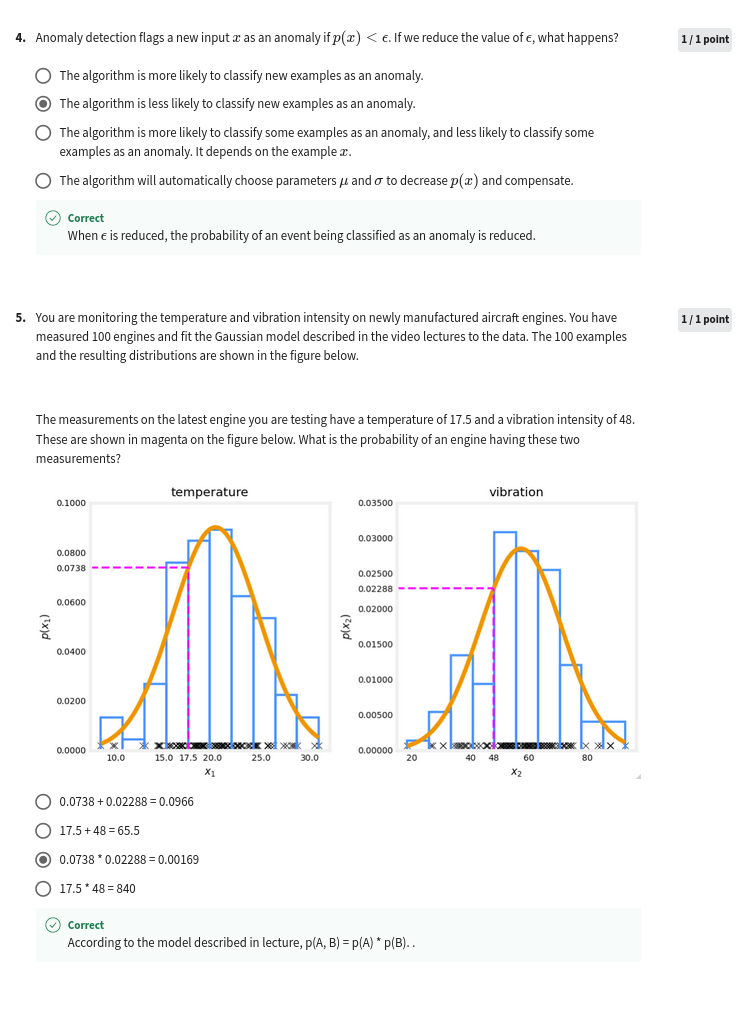 4. Anomaly detection flags a new input x as an anomaly if p(x) < ϵ. If we reduce the value of ϵ, what happens?
1 / 1 point
The algorithm is more likely to classify new examples as an anomaly.
The algorithm is less likely to classify new examples as an anomaly.
The algorithm is more likely to classify some examples as an anomaly, and less likely to classify some
examples as an anomaly. It depends on the example x.
The algorithm will automatically choose parameters μ and σ to decrease p(x) and compensate.
Correct
When ϵ is reduced, the probability of an event being classified as an anomaly is reduced.
5. You are monitoring the temperature and vibration intensity on newly manufactured aircraft engines. You have
1 / 1 point
measured 100 engines and fit the Gaussian model described in the video lectures to the data. The 100 examples
and the resulting distributions are shown in the figure below.
The measurements on the latest engine you are testing have a temperature of 17.5 and a vibration intensity of 48.
These are shown in magenta on the figure below. What is the probability of an engine having these two
measurements?
temperature
0.1000
0.0800
0.0738
0.0600
0.0400
0.0200
0.0000
p(x₁)
10.0 15.0 17.5 20.0 25.0 30.0
x₁
vibration
0.03500
0.03000
0.02500
0.02288
0.02000
0.01500
0.01000
0.00500
0.00000
p(x₂)
20 40 48 60 80
x₂
0.0738 + 0.02288 = 0.0966
17.5 + 48 = 65.5
0.0738 * 0.02288 = 0.00169
17.5 * 48 = 840
Correct
According to the model described in lecture, p(A, B) = p(A) * p(B). .